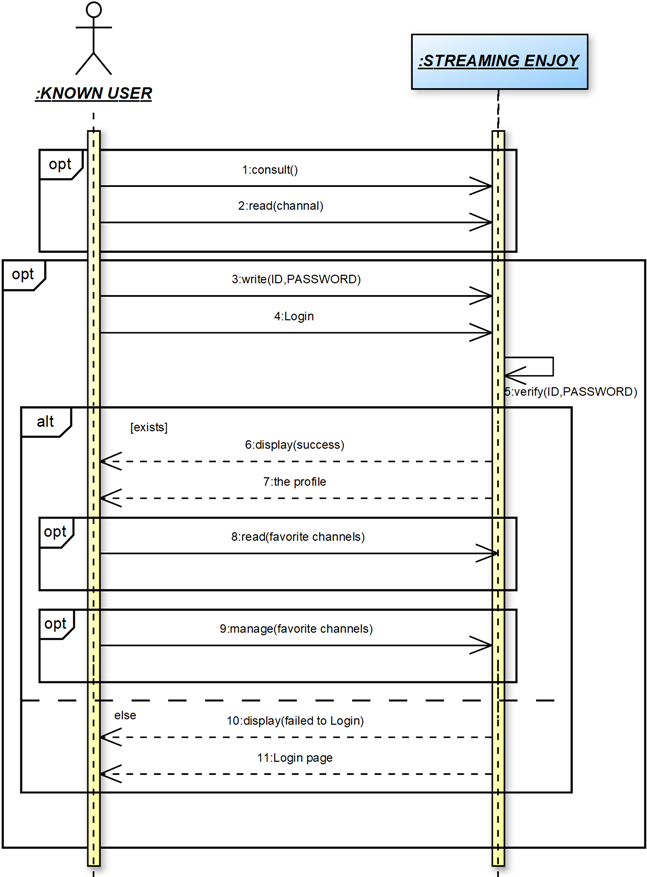 :KNOWN USER
:STREAMING ENJOY
opt
1:consult()
2:read(channal)
opt
3:write(ID,PASSWORD)
4:Login
5:verify(ID,PASSWORD)
alt
[exists]
6:display(success)
7:the profile
opt
8:read(favorite channels)
opt
9:manage(favorite channels)
else
10:display(failed to Login)
11:Login page